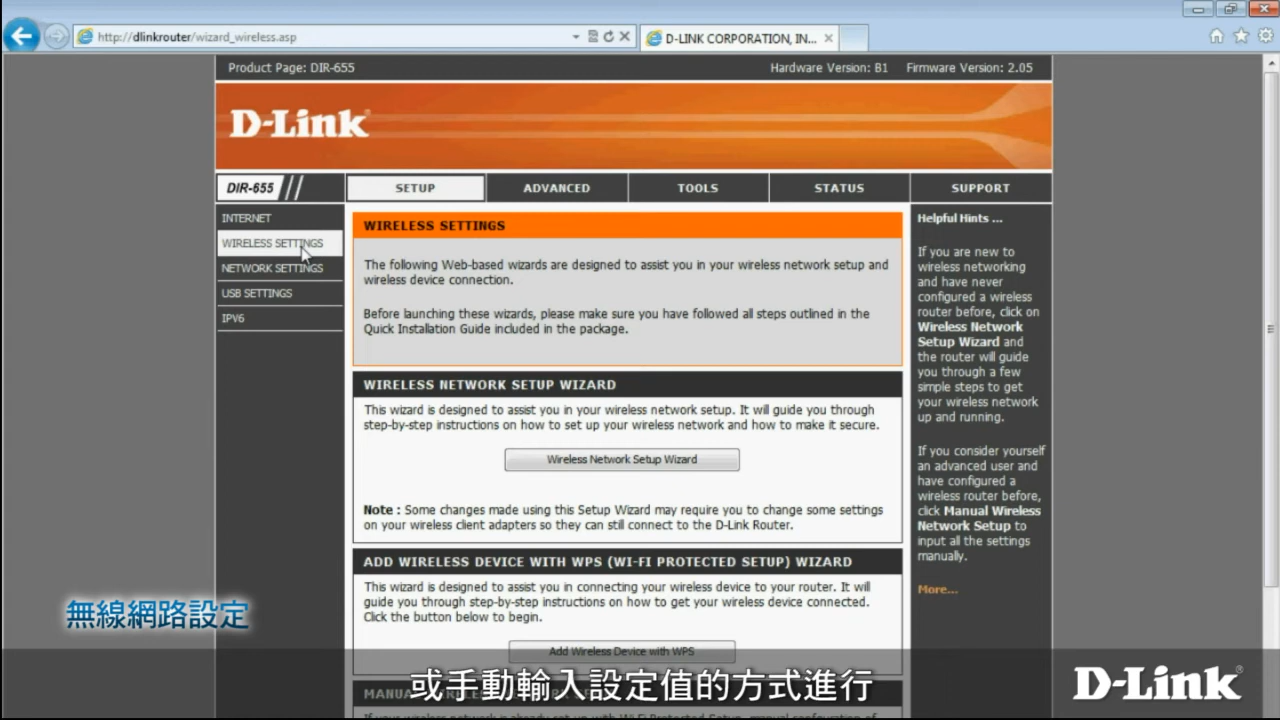 http://dlinkrouter/wizard_wireless.asp
D-LINK CORPORATION, IN...
Product Page: DIR-655
Hardware Version: B1
Firmware Version: 2.05
D-Link
DIR-655
SETUP
ADVANCED
TOOLS
STATUS
SUPPORT
INTERNET
WIRELESS SETTINGS
NETWORK SETTINGS
USB SETTINGS
IPV6
WIRELESS SETTINGS
The following Web-based wizards are designed to assist you in your wireless network setup and
wireless device connection.
Before launching these wizards, please make sure you have followed all steps outlined in the
Quick Installation Guide included in the package.
WIRELESS NETWORK SETUP WIZARD
This wizard is designed to assist you in your wireless network setup. It will guide you through
step-by-step instructions on how to set up your wireless network and how to make it secure.
Wireless Network Setup Wizard
Note : Some changes made using this Setup Wizard may require you to change some settings
on your wireless client adapters so they can still connect to the D-Link Router.
ADD WIRELESS DEVICE WITH WPS (WI-FI PROTECTED SETUP) WIZARD
This wizard is designed to assist you in connecting your wireless device to your router. It will
guide you through step-by-step instructions on how to get your wireless device connected.
Click the button below to begin.
Add Wireless Device with WPS
Helpful Hints ...
If you are new to
wireless networking
and have never
configured a wireless
router before, click on
Wireless Network
Setup Wizard and
the router will guide
you through a few
simple steps to get
your wireless network
up and running.
If you consider yourself
an advanced user and
have configured a
wireless router before,
click Manual Wireless
Network Setup to
input all the settings
manually.
More...
無線網路設定
或手動輸入設定值的方式進行
D-Link